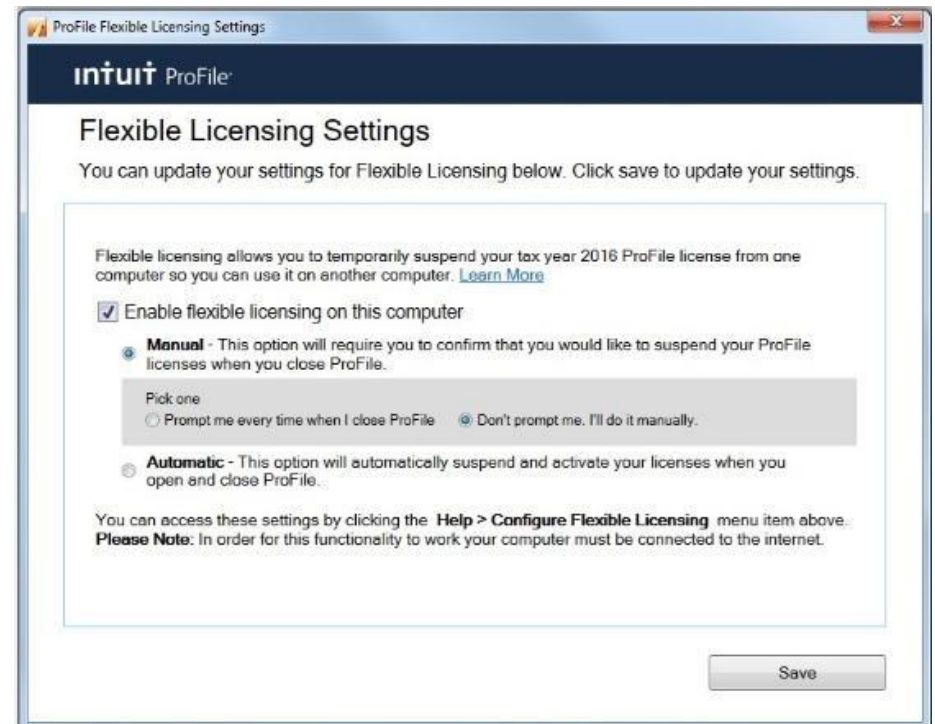 ProFile Flexible Licensing Settings
intuit ProFile
Flexible Licensing Settings
You can update your settings for Flexible Licensing below. Click save to update your settings.
Flexible licensing allows you to temporarily suspend your tax year 2016 ProFile license from one
computer so you can use it on another computer. Learn More
Enable flexible licensing on this computer
Manual - This option will require you to confirm that you would like to suspend your ProFile
licenses when you close ProFile.
Pick one
Prompt me every time when I close ProFile Don't prompt me. I'll do it manually.
Automatic - This option will automatically suspend and activate your licenses when you
open and close ProFile.
You can access these settings by clicking the Help > Configure Flexible Licensing menu item above.
Please Note: In order for this functionality to work your computer must be connected to the internet.
Save